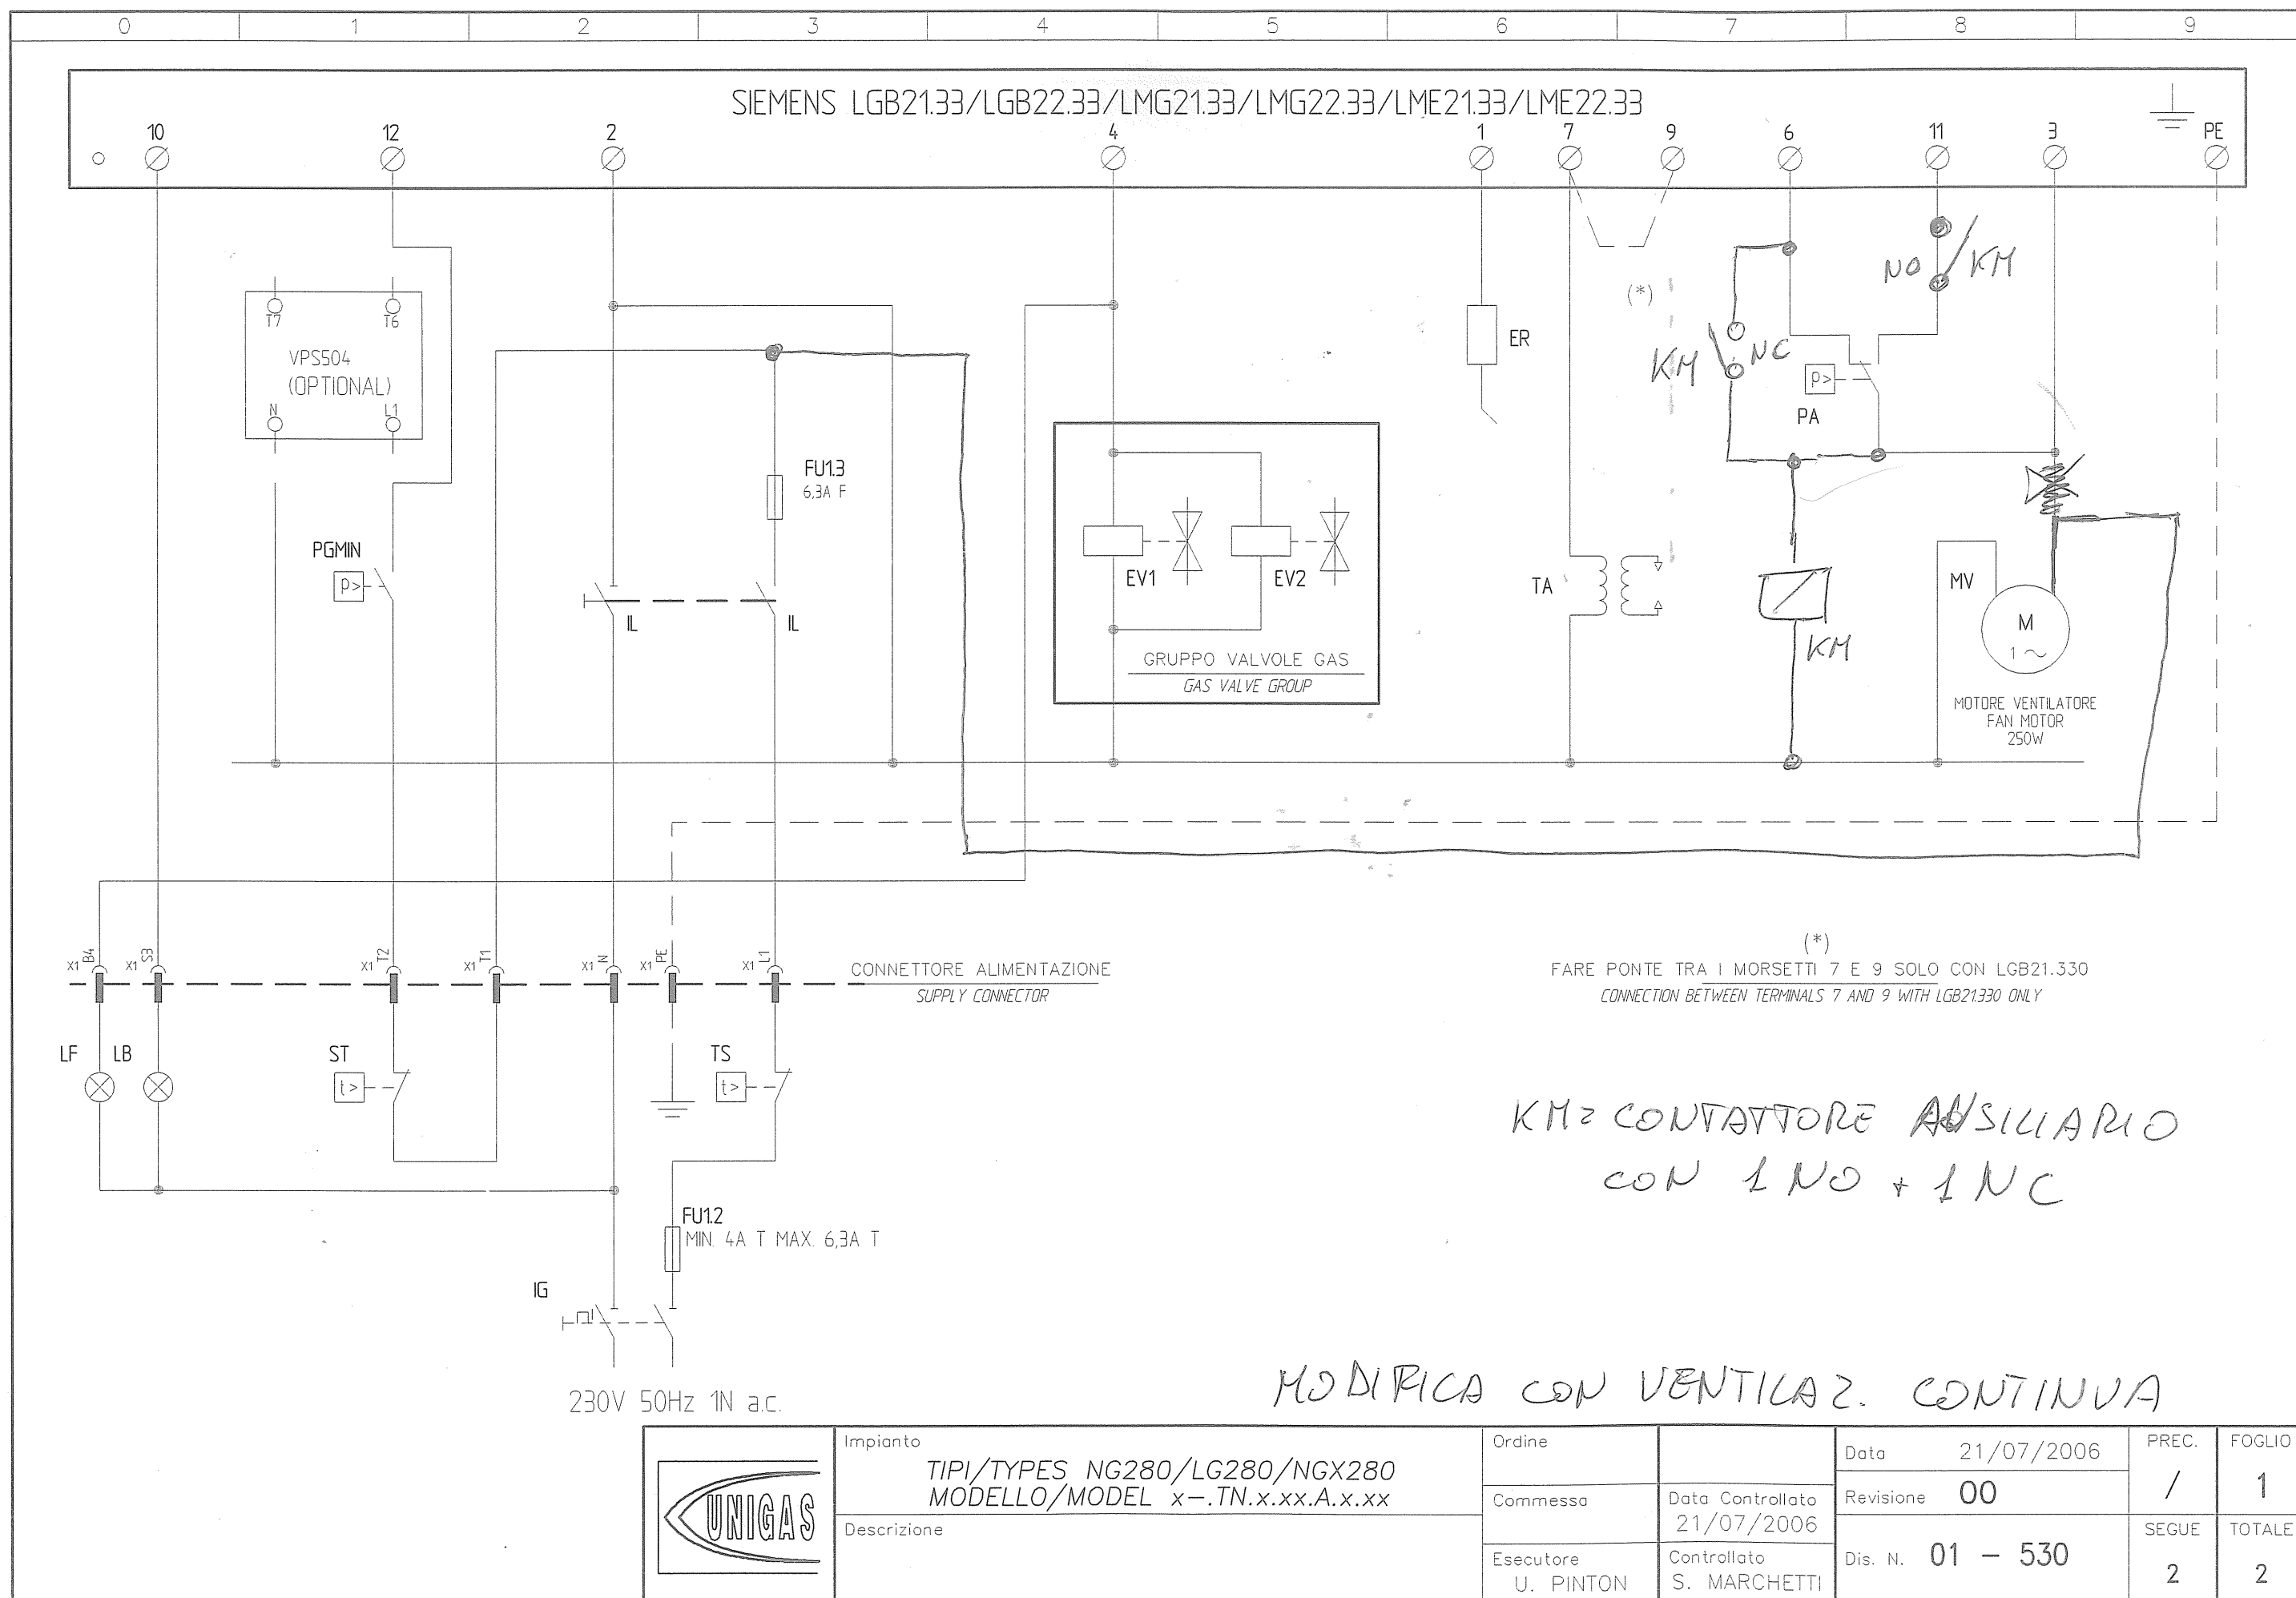 0 1 2 3 4 5 6 7 8 9
SIEMENS LGB21.33/LGB22.33/LMG21.33/LMG22.33/LME21.33/LME22.33
10 12 2 4 1 7 9 6 11 3 PE
NO KM
(*)
T7 T6
VPS504
(OPTIONAL)
N L1
ER
KM NC
p>
PA
FU1.3
6,3A F
PGMIN
p>
IL IL
EV1 EV2
TA
MV
M
1~
KM
GRUPPO VALVOLE GAS
GAS VALVE GROUP
MOTORE VENTILATORE
FAN MOTOR
250W
X1 B4 X1 S3 X1 T2 X1 T1 X1 N X1 PE X1 L1
CONNETTORE ALIMENTAZIONE
SUPPLY CONNECTOR
(*)
FARE PONTE TRA I MORSETTI 7 E 9 SOLO CON LGB21.330
CONNECTION BETWEEN TERMINALS 7 AND 9 WITH LGB21.330 ONLY
LF LB ST TS
t> t>
KM= CONTATTORE AUSILIARIO
CON 1 NO + 1 NC
FU1.2
MIN. 4A T MAX. 6,3A T
IG
230V 50Hz 1N a.c.
MODIFICA CON VENTILAZ. CONTINUA
UNIGAS
Impianto
TIPI/TYPES NG280/LG280/NGX280
MODELLO/MODEL x-.TN.x.xx.A.x.xx
Descrizione
Ordine
Commessa
Esecutore
U. PINTON
Data Controllato
21/07/2006
Controllato
S. MARCHETTI
Data 21/07/2006
Revisione 00
Dis. N. 01 - 530
PREC.
/
SEGUE
2
FOGLIO
1
TOTALE
2